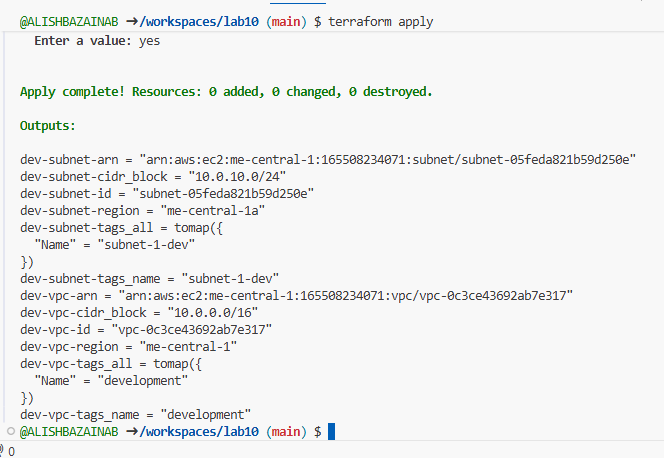 @ALISHBAZAINAB ➜/workspaces/lab10 (main) $ terraform apply
Enter a value: yes
Apply complete! Resources: 0 added, 0 changed, 0 destroyed.
Outputs:
dev-subnet-arn = "arn:aws:ec2:me-central-1:165508234071:subnet/subnet-05feda821b59d250e"
dev-subnet-cidr_block = "10.0.10.0/24"
dev-subnet-id = "subnet-05feda821b59d250e"
dev-subnet-region = "me-central-1a"
dev-subnet-tags_all = tomap({
"Name" = "subnet-1-dev"
})
dev-subnet-tags_name = "subnet-1-dev"
dev-vpc-arn = "arn:aws:ec2:me-central-1:165508234071:vpc/vpc-0c3ce43692ab7e317"
dev-vpc-cidr_block = "10.0.0.0/16"
dev-vpc-id = "vpc-0c3ce43692ab7e317"
dev-vpc-region = "me-central-1"
dev-vpc-tags_all = tomap({
"Name" = "development"
})
dev-vpc-tags_name = "development"
@ALISHBAZAINAB ➜/workspaces/lab10 (main) $
0